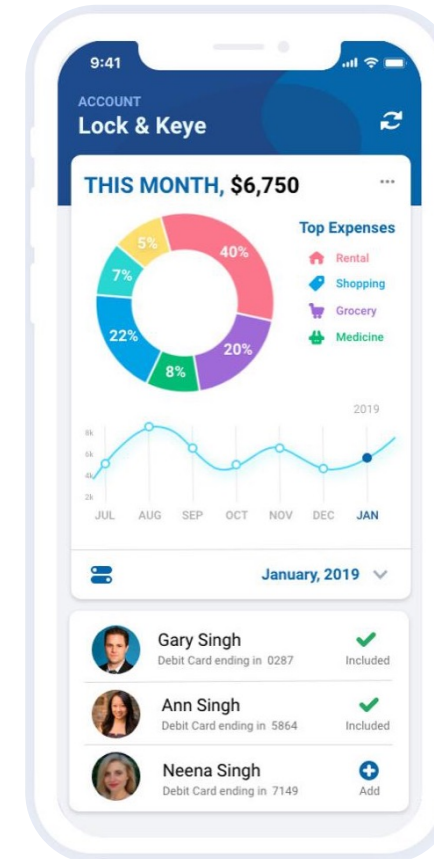 9:41
ACCOUNT
Lock & Keye
THIS MONTH, $6,750
...
5%
40%
7%
22%
20%
8%
Top Expenses
Rental
Shopping
Grocery
Medicine
2019
8k
6k
4k
2k
JUL AUG SEP OCT NOV DEC JAN
January, 2019
Gary Singh
Debit Card ending in 0287
Included
Ann Singh
Debit Card ending in 5864
Included
Neena Singh
Debit Card ending in 7149
Add